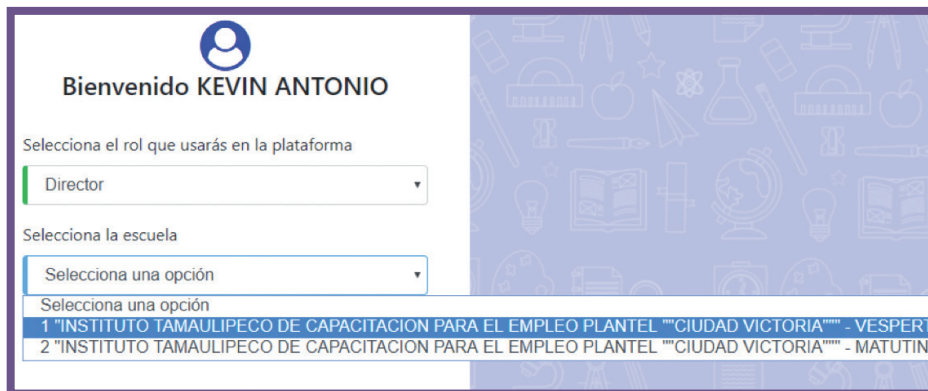 Bienvenido KEVIN ANTONIO
Selecciona el rol que usarás en la plataforma
Director
Selecciona la escuela
Selecciona una opción
Selecciona una opción
1 "INSTITUTO TAMAULIPECO DE CAPACITACION PARA EL EMPLEO PLANTEL ""CIUDAD VICTORIA""" - VESPERT
2 "INSTITUTO TAMAULIPECO DE CAPACITACION PARA EL EMPLEO PLANTEL ""CIUDAD VICTORIA""" - MATUTIN